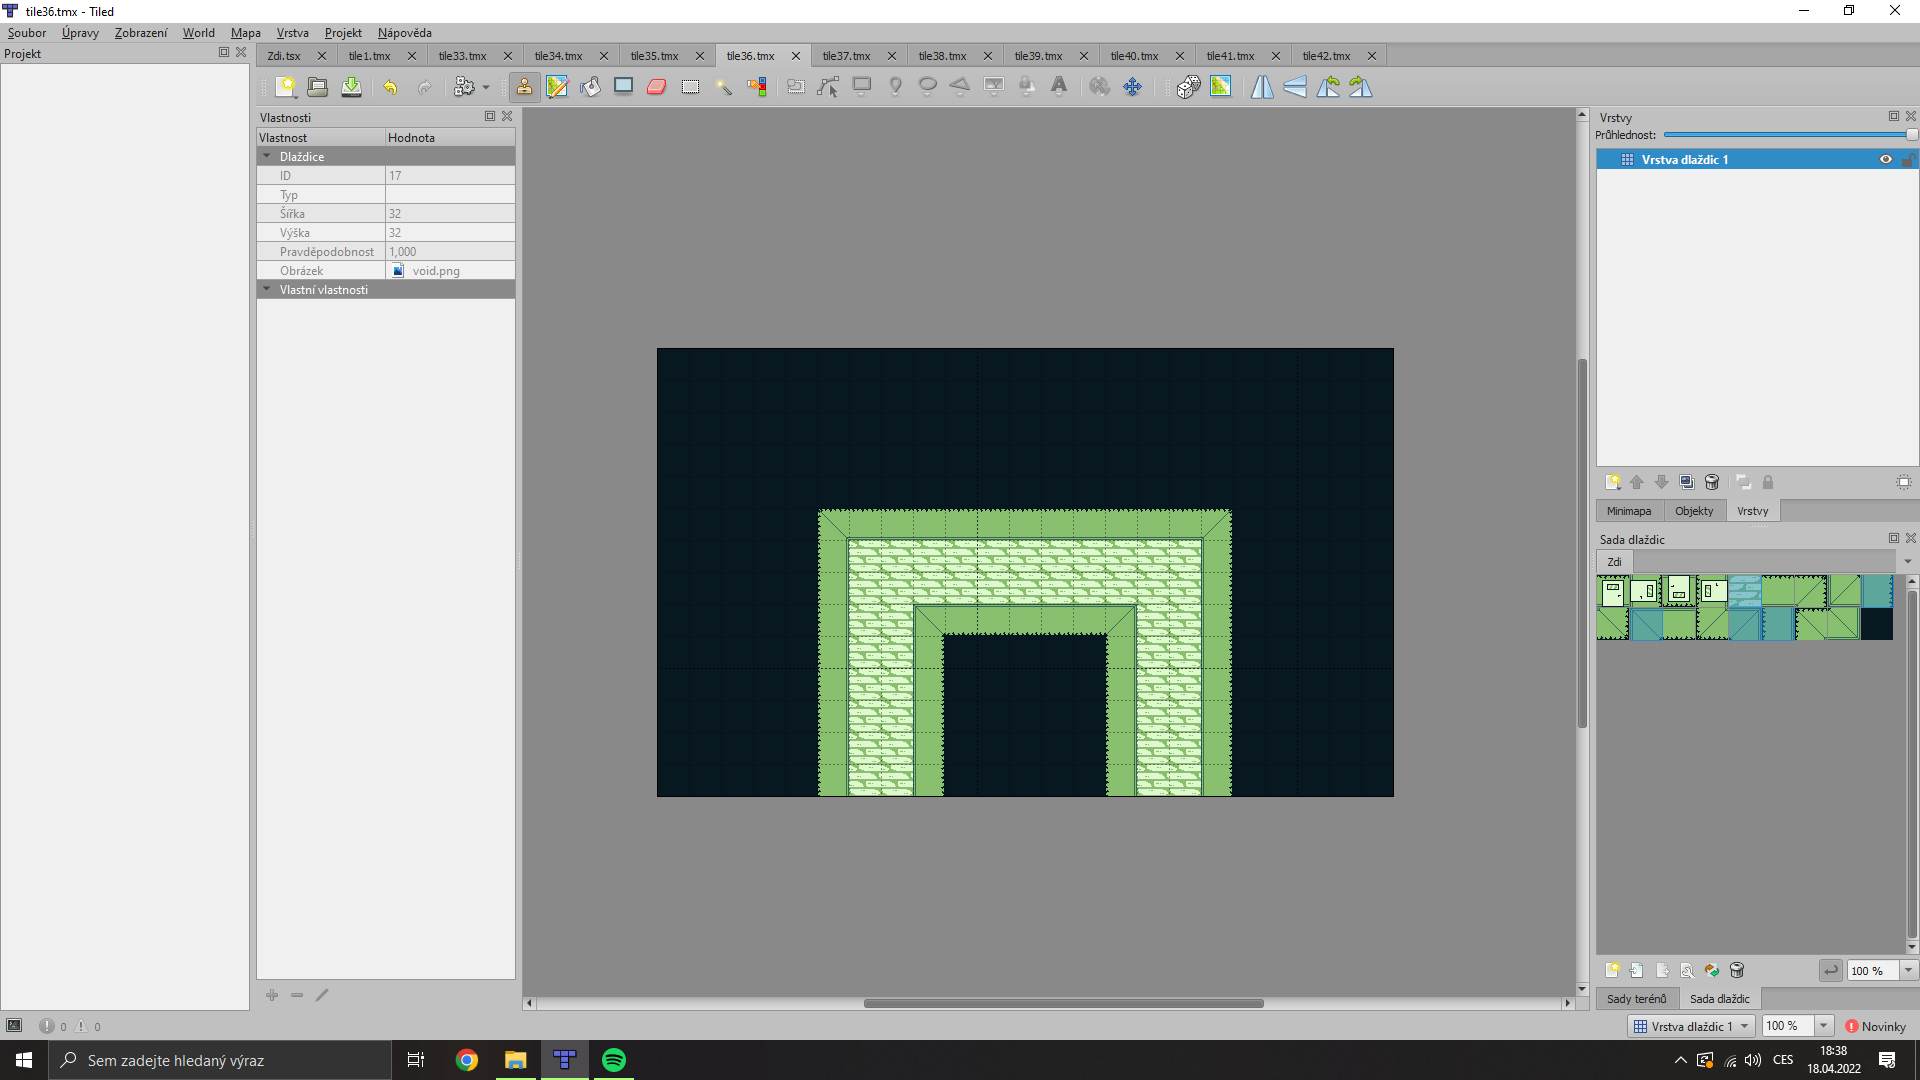 tile36.tmx - Tiled
Soubor Úpravy Zobrazení World Mapa Vrstva Projekt Nápověda
Projekt
Zdi.tsx tile1.tmx tile33.tmx tile34.tmx tile35.tmx tile36.tmx tile37.tmx tile38.tmx tile39.tmx tile40.tmx tile41.tmx tile42.tmx
Vlastnosti
Vlastnost Hodnota
Dlaždice
ID 17
Typ
Šířka 32
Výška 32
Pravděpodobnost 1,000
Obrázek void.png
Vlastní vlastnosti
Vrstvy
Průhlednost:
Vrstva dlaždic 1
Minimapa Objekty Vrstvy
Sada dlaždic
Zdi
100 %
Sady terénů Sada dlaždic
0 0
Vrstva dlaždic 1 100 % Novinky
Sem zadejte hledaný výraz
CES
18:38
18.04.2022